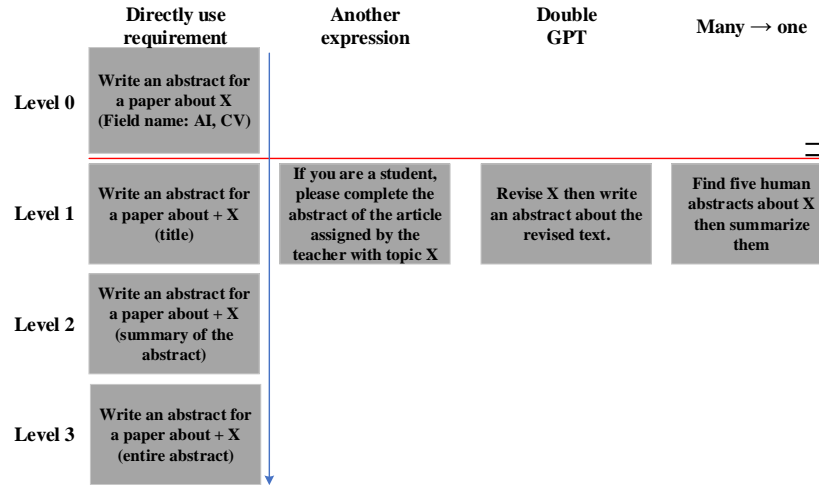 Directly use
requirement
Another
expression
Double
GPT
Many → one
Level 0
Write an abstract for
a paper about X
(Field name: AI, CV)
Level 1
Write an abstract for
a paper about + X
(title)
If you are a student,
please complete the
abstract of the article
assigned by the
teacher with topic X
Revise X then write
an abstract about the
revised text.
Find five human
abstracts about X
then summarize
them
Level 2
Write an abstract for
a paper about + X
(summary of the
abstract)
Level 3
Write an abstract for
a paper about + X
(entire abstract)